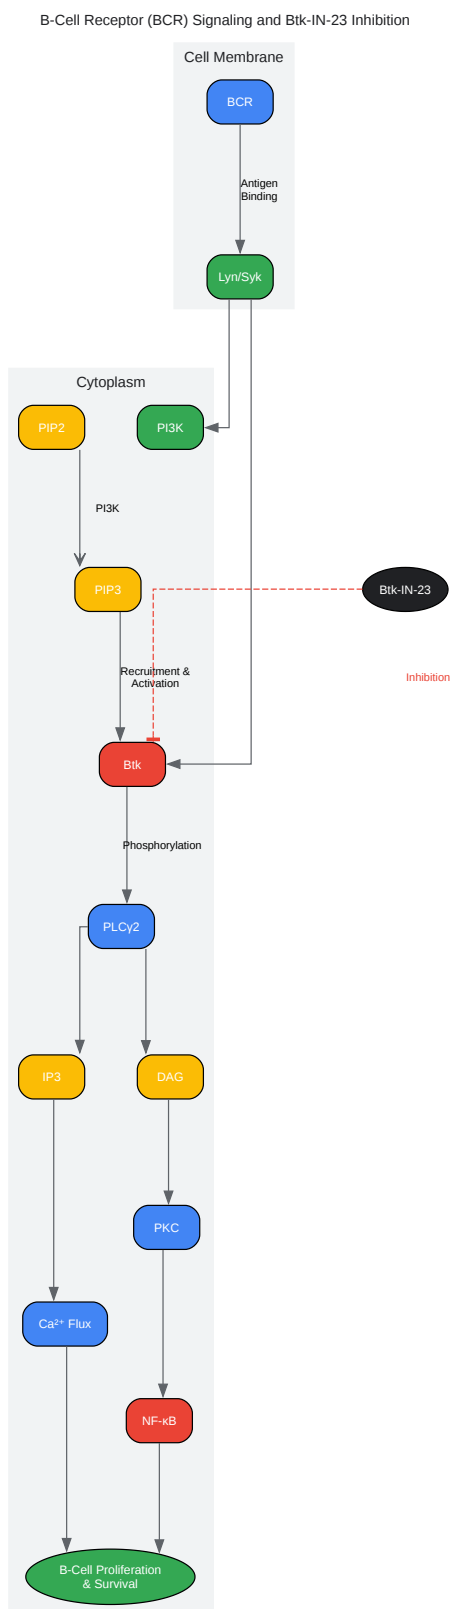 B-Cell Receptor (BCR) Signaling and Btk-IN-23 Inhibition
Cell Membrane
BCR
Antigen
Binding
Lyn/Syk
Cytoplasm
PIP2
PI3K
PI3K
PIP3
Btk-IN-23
Recruitment &
Activation
Inhibition
Btk
Phosphorylation
PLCγ2
IP3
DAG
PKC
Ca²⁺ Flux
NF-κB
B-Cell Proliferation
& Survival